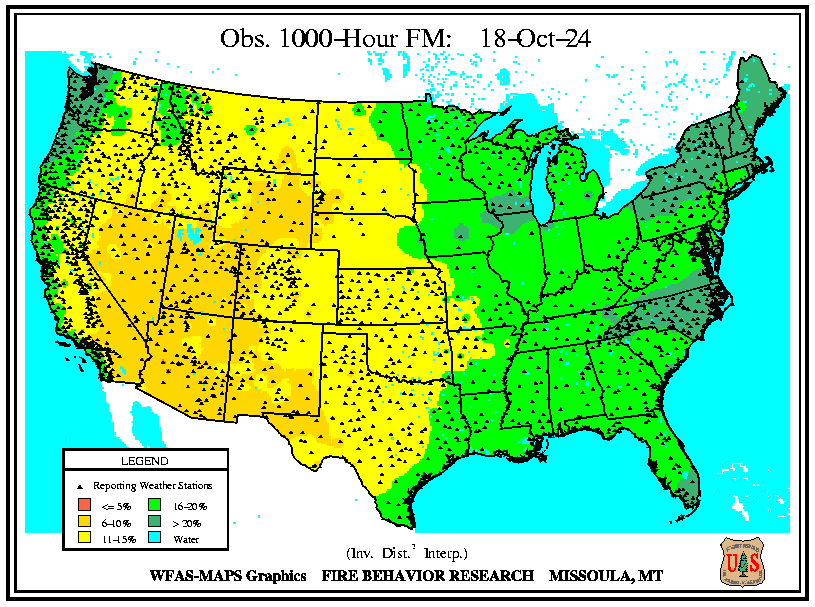 Obs. 1000-Hour FM: 18-Oct-24
LEGEND
Reporting Weather Stations
<= 5% 16-20%
6-10% > 20%
11-15% Water
(Inv. Dist.² Interp.)
WFAS-MAPS Graphics FIRE BEHAVIOR RESEARCH MISSOULA, MT
U S